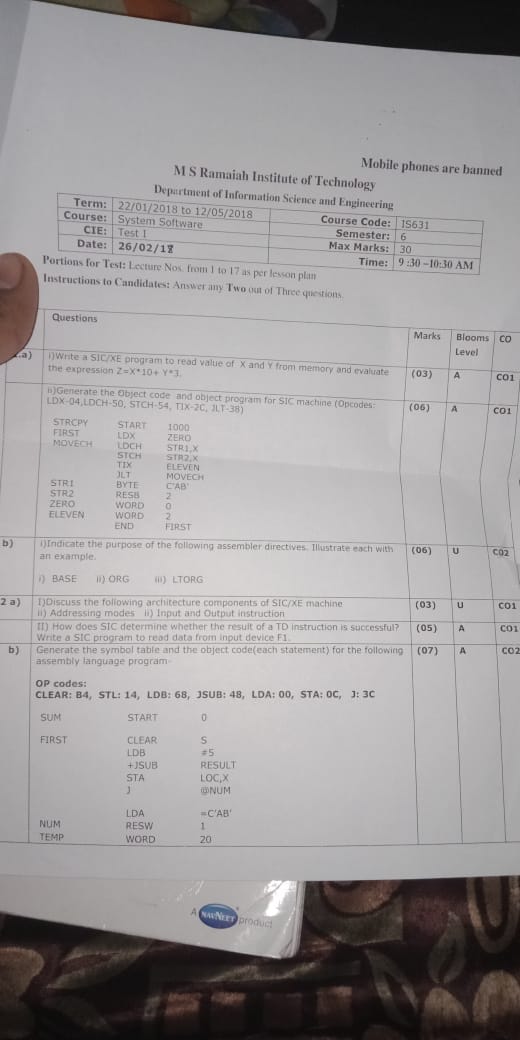 Mobile phones are banned
M S Ramaiah Institute of Technology
Department of Information Science and Engineering
Term: 22/01/2018 to 12/05/2018 Course Code: IS631
Course: System Software Semester: 6
CIE: Test I Max Marks: 30
Date: 26/02/18 Time: 9:30 –10:30 AM
Portions for Test: Lecture Nos. from 1 to 17 as per lesson plan
Instructions to Candidates: Answer any Two out of Three questions.
Questions Marks Blooms Level CO
.a) i)Write a SIC/XE program to read value of X and Y from memory and evaluate (03) A CO1
the expression Z=X*10+ Y*3.
ii)Generate the Object code and object program for SIC machine (Opcodes: (06) A CO1
LDX-04,LDCH-50, STCH-54, TIX-2C, JLT-38)
STRCPY START 1000
FIRST LDX ZERO
MOVECH LDCH STR1,X
STCH STR2,X
TIX ELEVEN
JLT MOVECH
STR1 BYTE C'AB'
STR2 RESB 2
ZERO WORD 0
ELEVEN WORD 2
END FIRST
b) i)Indicate the purpose of the following assembler directives. Illustrate each with (06) U CO2
an example.
i) BASE ii) ORG iii) LTORG
2 a) I)Discuss the following architecture components of SIC/XE machine (03) U CO1
ii) Addressing modes ii) Input and Output instruction
II) How does SIC determine whether the result of a TD instruction is successful? (05) A CO1
Write a SIC program to read data from input device F1.
b) Generate the symbol table and the object code(each statement) for the following (07) A CO2
assembly language program-
OP codes:
CLEAR: B4, STL: 14, LDB: 68, JSUB: 48, LDA: 00, STA: 0C, J: 3C
SUM START 0
FIRST CLEAR S
LDB #5
+JSUB RESULT
STA LOC,X
J @NUM
LDA =C'AB'
NUM RESW 1
TEMP WORD 20
A NAVNEET product